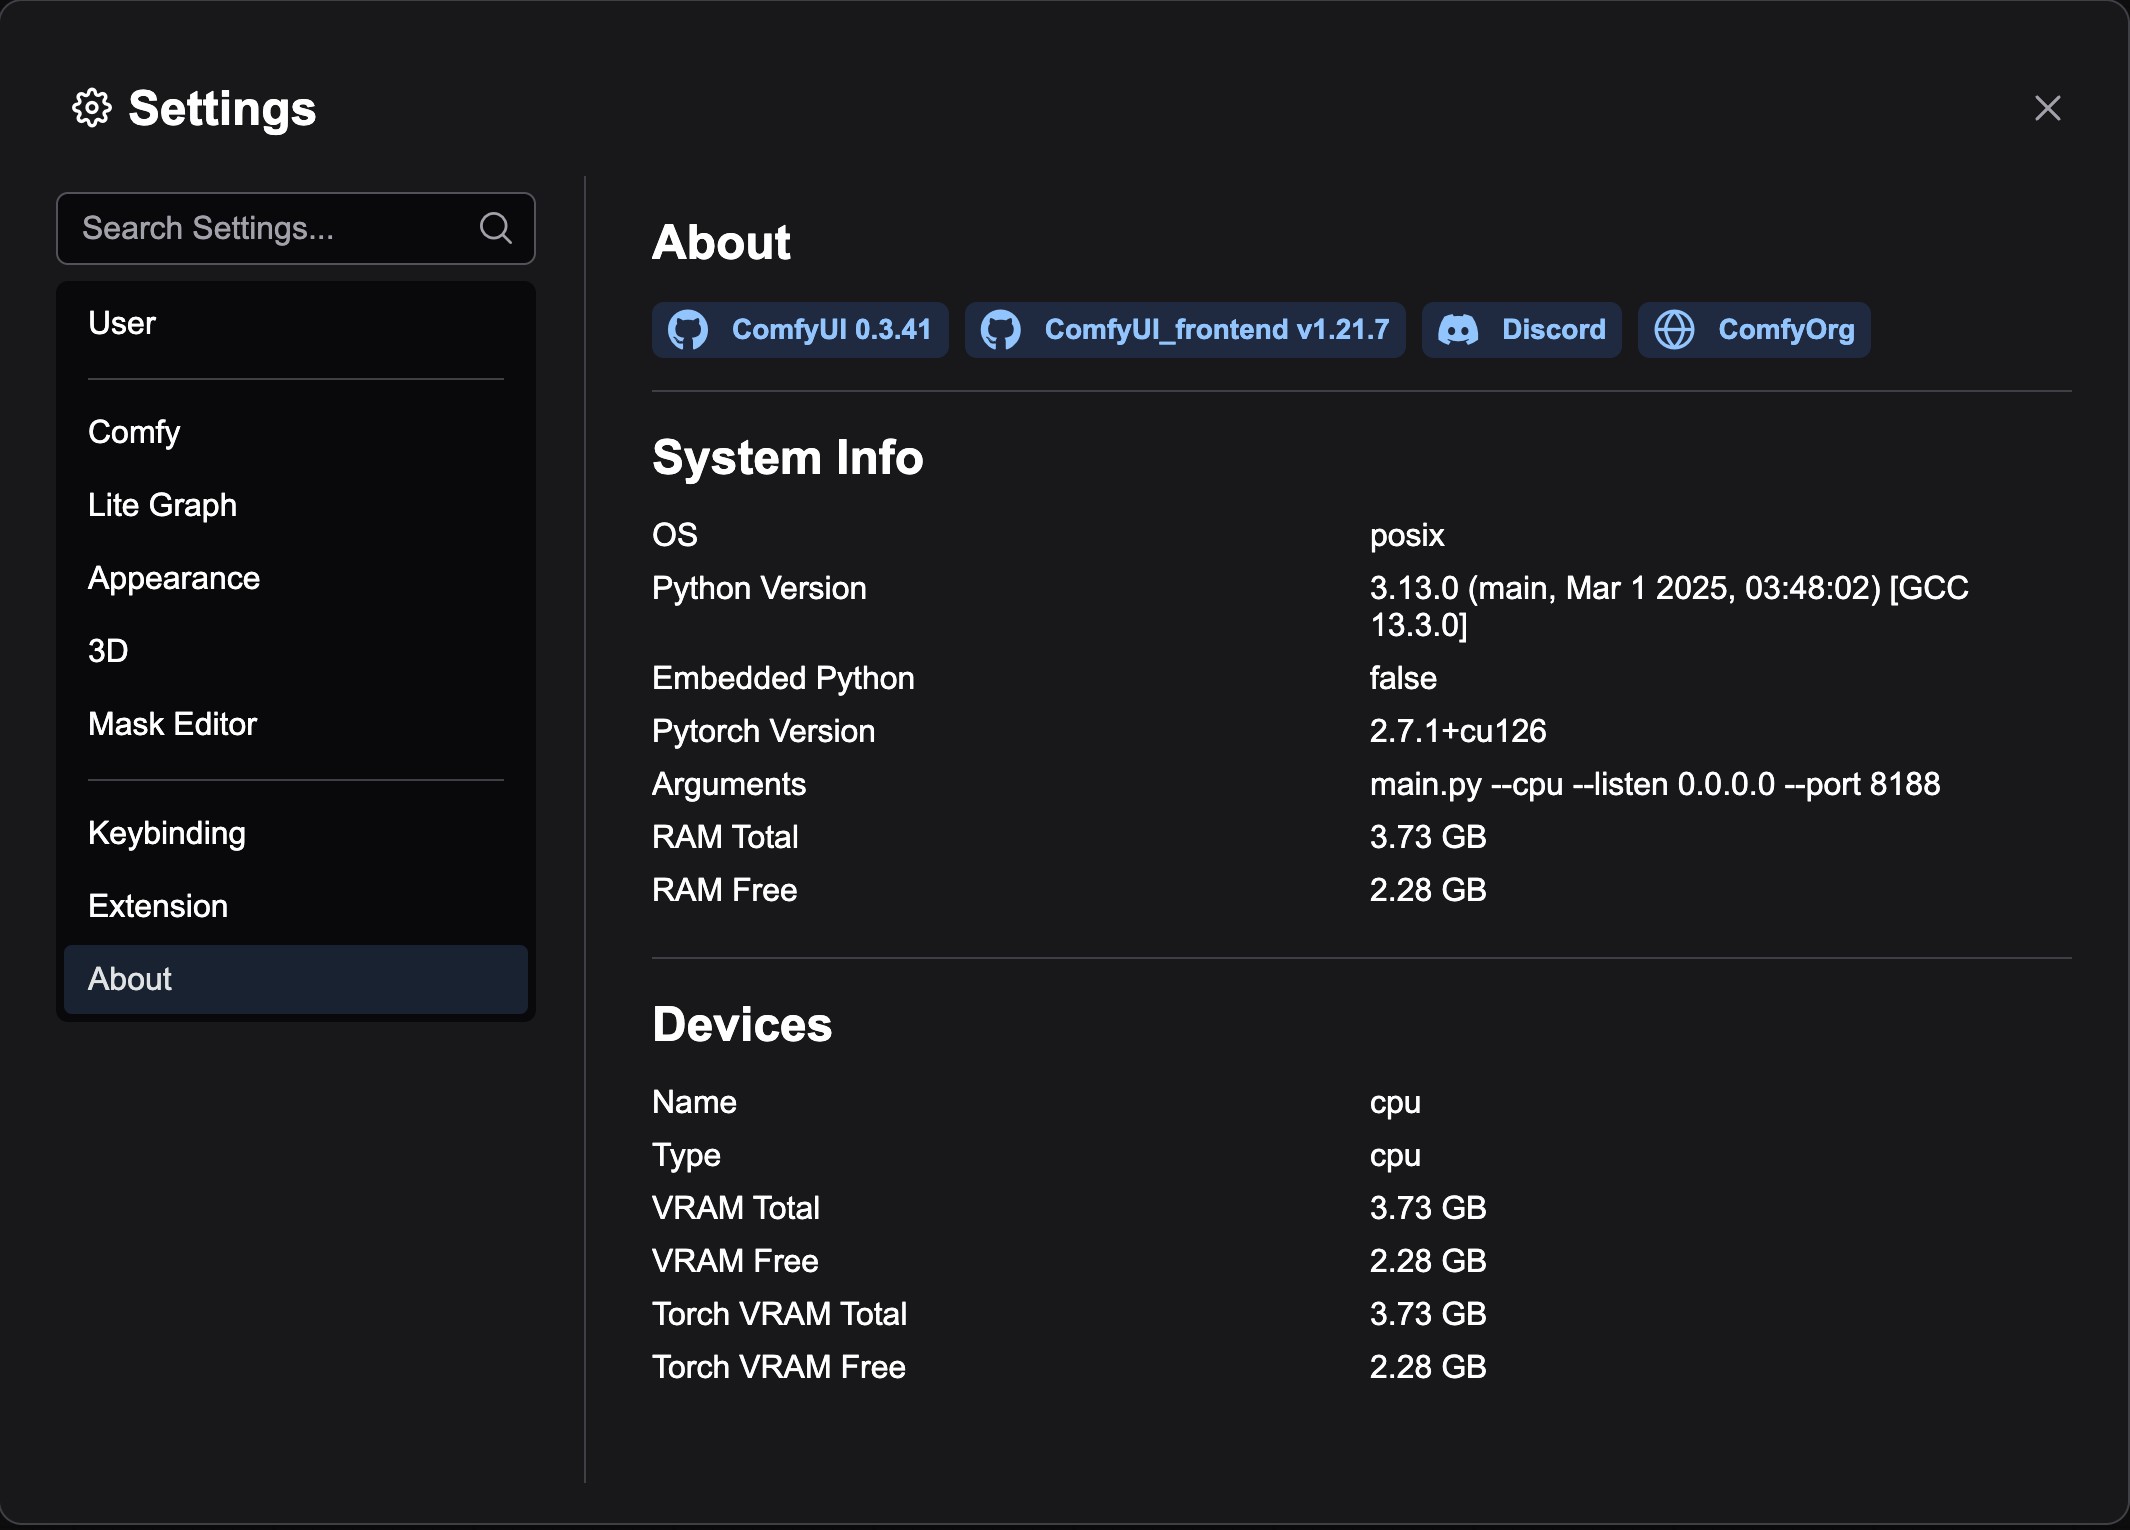 Settings
Search Settings...
User
Comfy
Lite Graph
Appearance
3D
Mask Editor
Keybinding
Extension
About
About
ComfyUI 0.3.41
ComfyUI_frontend v1.21.7
Discord
ComfyOrg
System Info
OS posix
Python Version 3.13.0 (main, Mar 1 2025, 03:48:02) [GCC
13.3.0]
Embedded Python false
Pytorch Version 2.7.1+cu126
Arguments main.py --cpu --listen 0.0.0.0 --port 8188
RAM Total 3.73 GB
RAM Free 2.28 GB
Devices
Name cpu
Type cpu
VRAM Total 3.73 GB
VRAM Free 2.28 GB
Torch VRAM Total 3.73 GB
Torch VRAM Free 2.28 GB